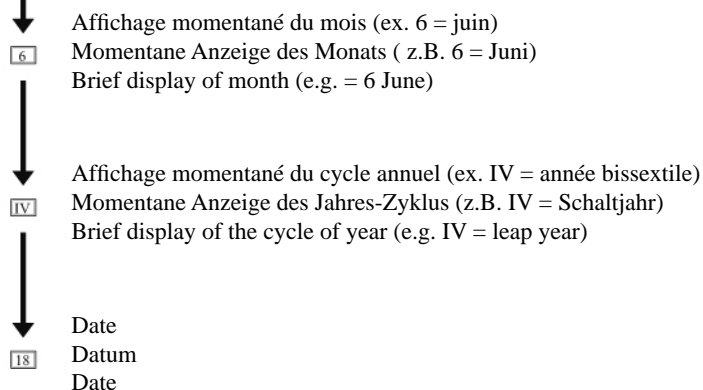 Affichage momentané du mois (ex. 6 = juin)
6 Momentane Anzeige des Monats ( z.B. 6 = Juni)
Brief display of month (e.g. = 6 June)
Affichage momentané du cycle annuel (ex. IV = année bissextile)
IV Momentane Anzeige des Jahres-Zyklus (z.B. IV = Schaltjahr)
Brief display of the cycle of year (e.g. IV = leap year)
Date
18 Datum
Date